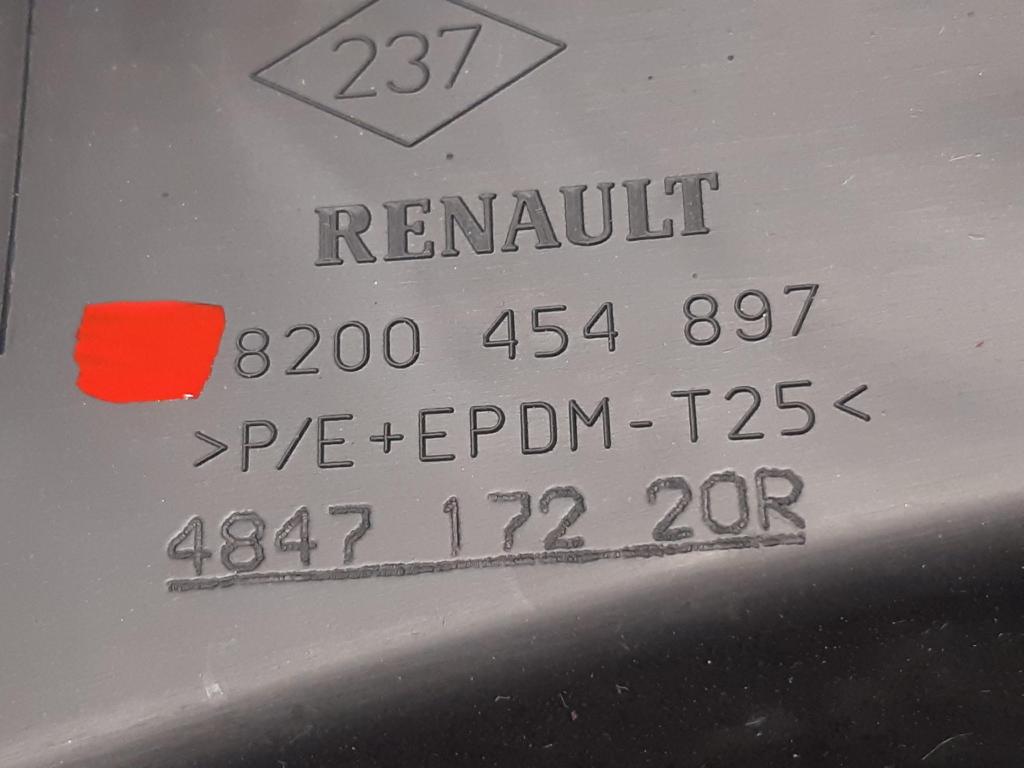 237
RENAULT
8200 454 897
>P/E+EPDM-T25<
4847 172 20R